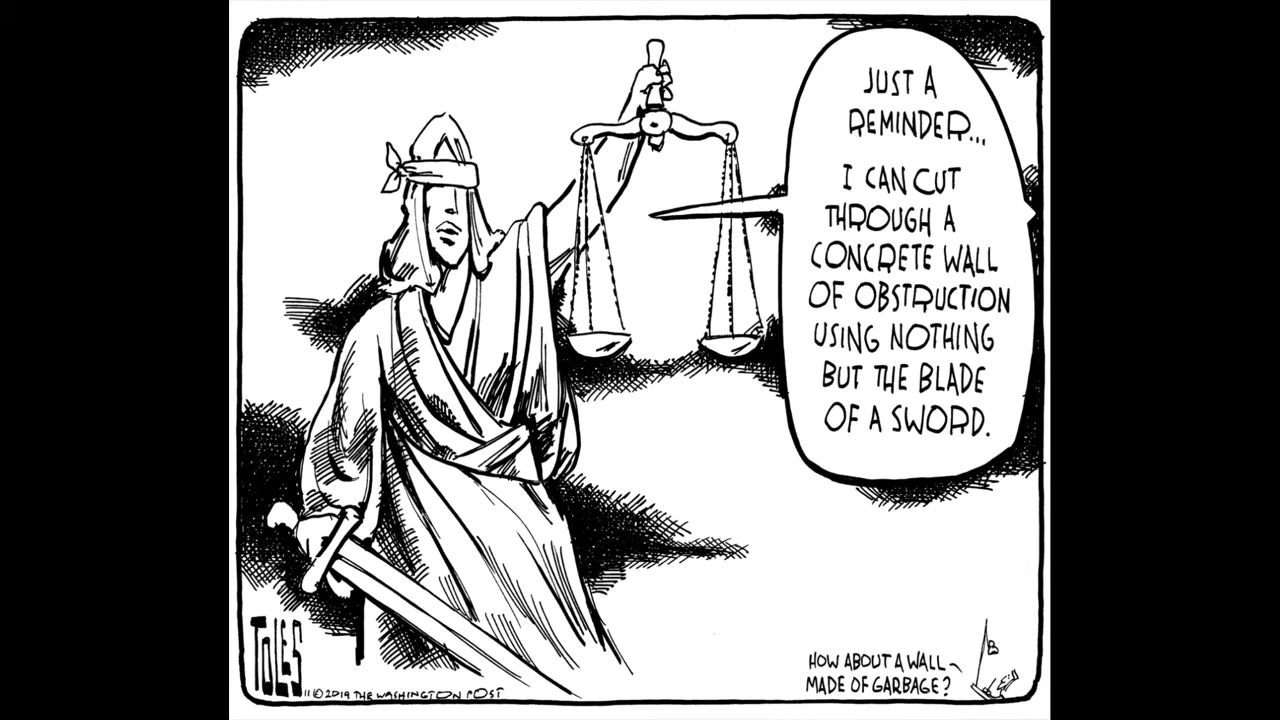 JUST A
REMINDER...
I CAN CUT
THROUGH A
CONCRETE WALL
OF OBSTRUCTION
USING NOTHING
BUT THE BLADE
OF A SWORD.
HOW ABOUT A WALL
MADE OF GARBAGE?
TOLES
©2019 THE WASHINGTON POST